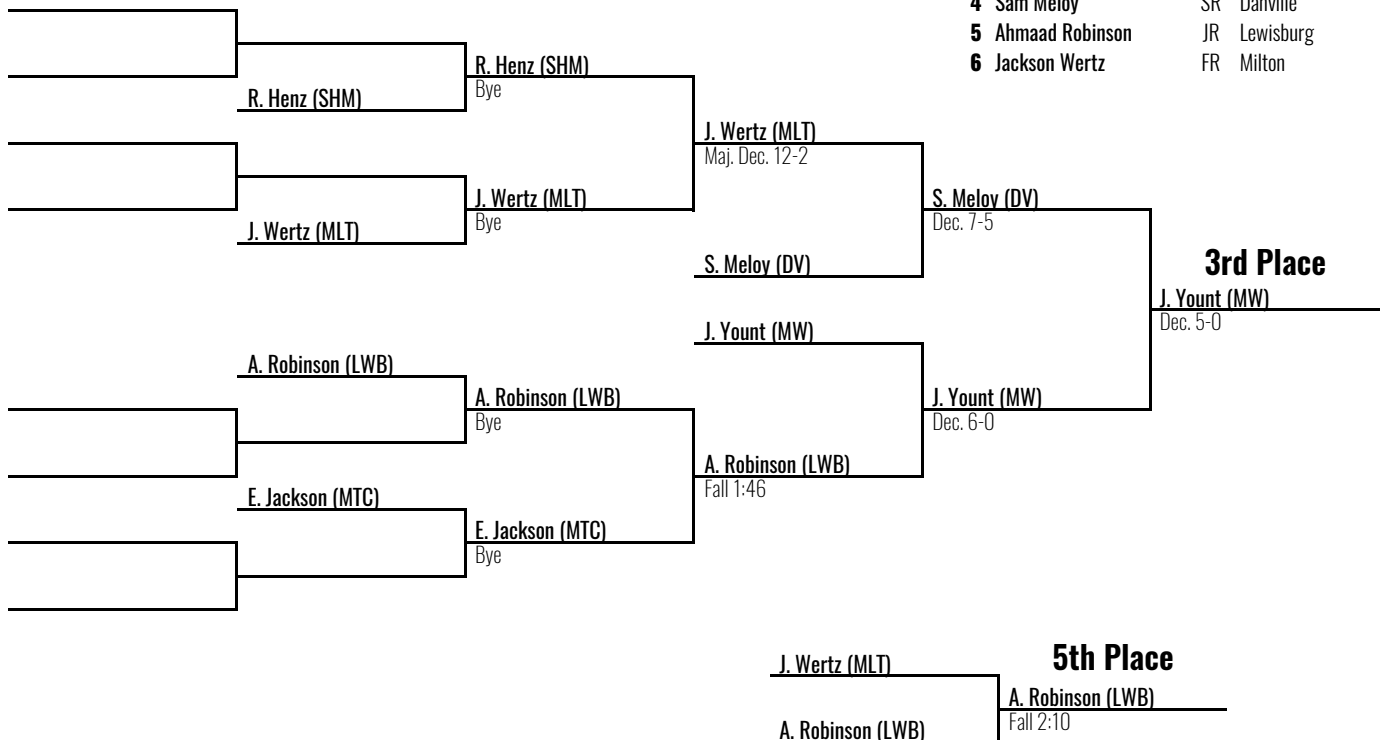 4 Sam Meloy SR Danville
5 Ahmaad Robinson JR Lewisburg
6 Jackson Wertz FR Milton
R. Henz (SHM)
Bye
R. Henz (SHM)
J. Wertz (MLT)
Maj. Dec. 12-2
J. Wertz (MLT)
Bye
J. Wertz (MLT)
S. Meloy (DV)
Dec. 7-5
S. Meloy (DV)
3rd Place
J. Yount (MW)
Dec. 5-0
J. Yount (MW)
A. Robinson (LWB)
A. Robinson (LWB)
Bye
J. Yount (MW)
Dec. 6-0
A. Robinson (LWB)
Fall 1:46
E. Jackson (MTC)
E. Jackson (MTC)
Bye
5th Place
J. Wertz (MLT)
A. Robinson (LWB)
Fall 2:10
A. Robinson (LWB)